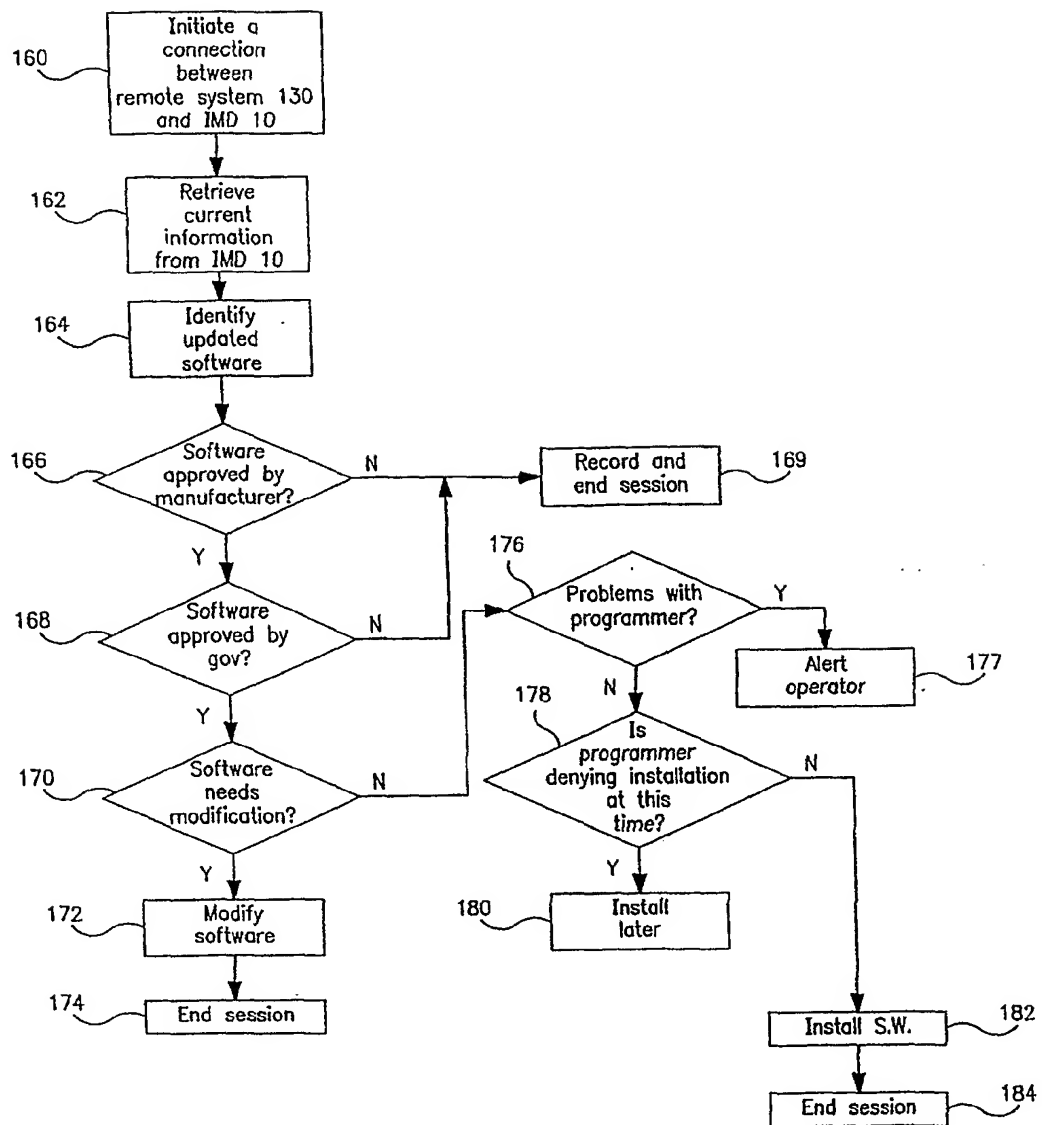 160
Initiate a
connection
between
remote system 130
and IMD 10
162
Retrieve
current
information
from IMD 10
164
Identify
updated
software
166
Software
approved by
manufacturer?
N
Record and
end session
169
Y
168
Software
approved by
gov?
N
176
Problems with
programmer?
Y
Alert
operator
177
Y
N
170
Software
needs
modification?
N
178
Is
programmer
denying installation
at this
time?
N
Y
Y
172
Modify
software
180
Install
later
174
End session
Install S.W.
182
End session
184